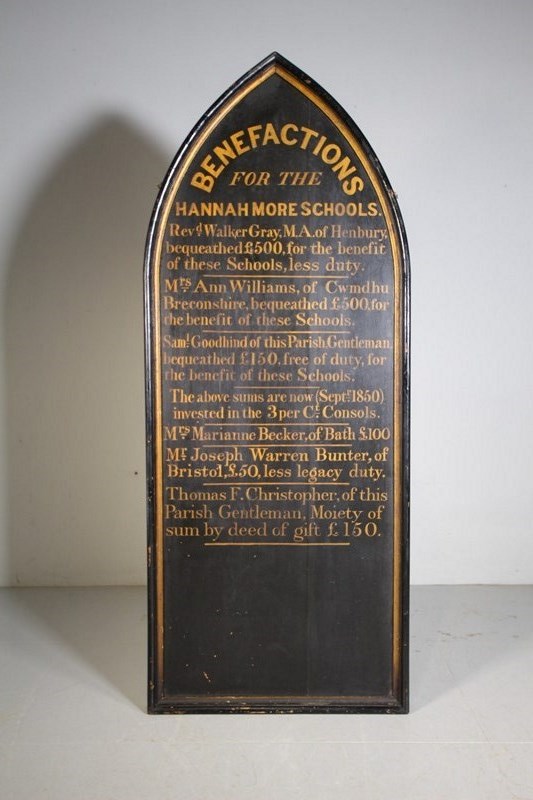 BENEFACTIONS
FOR THE
HANNAH MORE SCHOOLS.
Revd Walker Gray, M.A. of Henbury,
bequeathed £500, for the benefit
of these Schools, less duty.
Mrs Ann Williams, of Cwmdhu
Breconshire, bequeathed £500, for
the benefit of these Schools.
Saml Goodhind of this Parish, Gentleman,
bequeathed £150, free of duty, for
the benefit of these Schools.
The above sums are now (Septr 1850)
invested in the 3 per Ct Consols.
Mrs Marianne Becker, of Bath £100
Mr Joseph Warren Bunter, of
Bristol, £50, less legacy duty.
Thomas F. Christopher, of this
Parish Gentleman, Moiety of
sum by deed of gift £150.